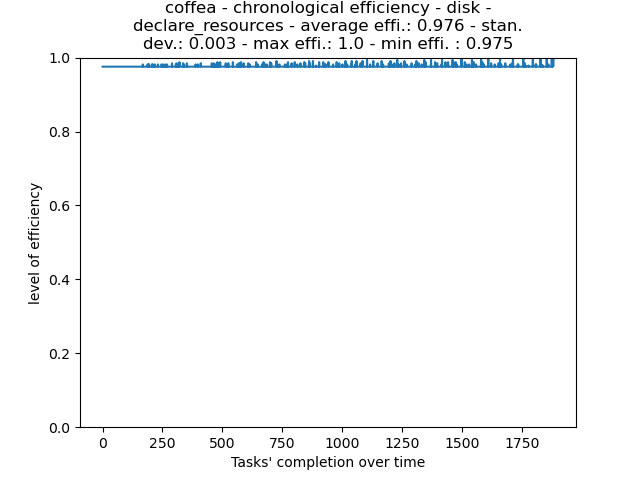 coffea - chronological efficiency - disk -
declare_resources - average effi.: 0.976 - stan.
dev.: 0.003 - max effi.: 1.0 - min effi. : 0.975
1.0
0.8
0.6
0.4
0.2
0.0
level of efficiency
0 250 500 750 1000 1250 1500 1750
Tasks' completion over time